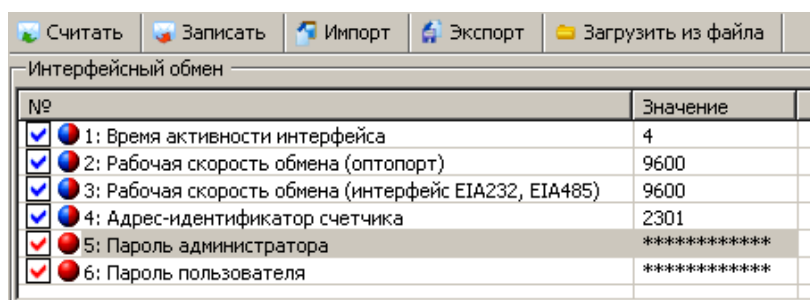 Считать Записать Импорт Экспорт Загрузить из файла
Интерфейсный обмен
№ Значение
1: Время активности интерфейса 4
2: Рабочая скорость обмена (оптопорт) 9600
3: Рабочая скорость обмена (интерфейс EIA232, EIA485) 9600
4: Адрес-идентификатор счетчика 2301
5: Пароль администратора ************
6: Пароль пользователя ************